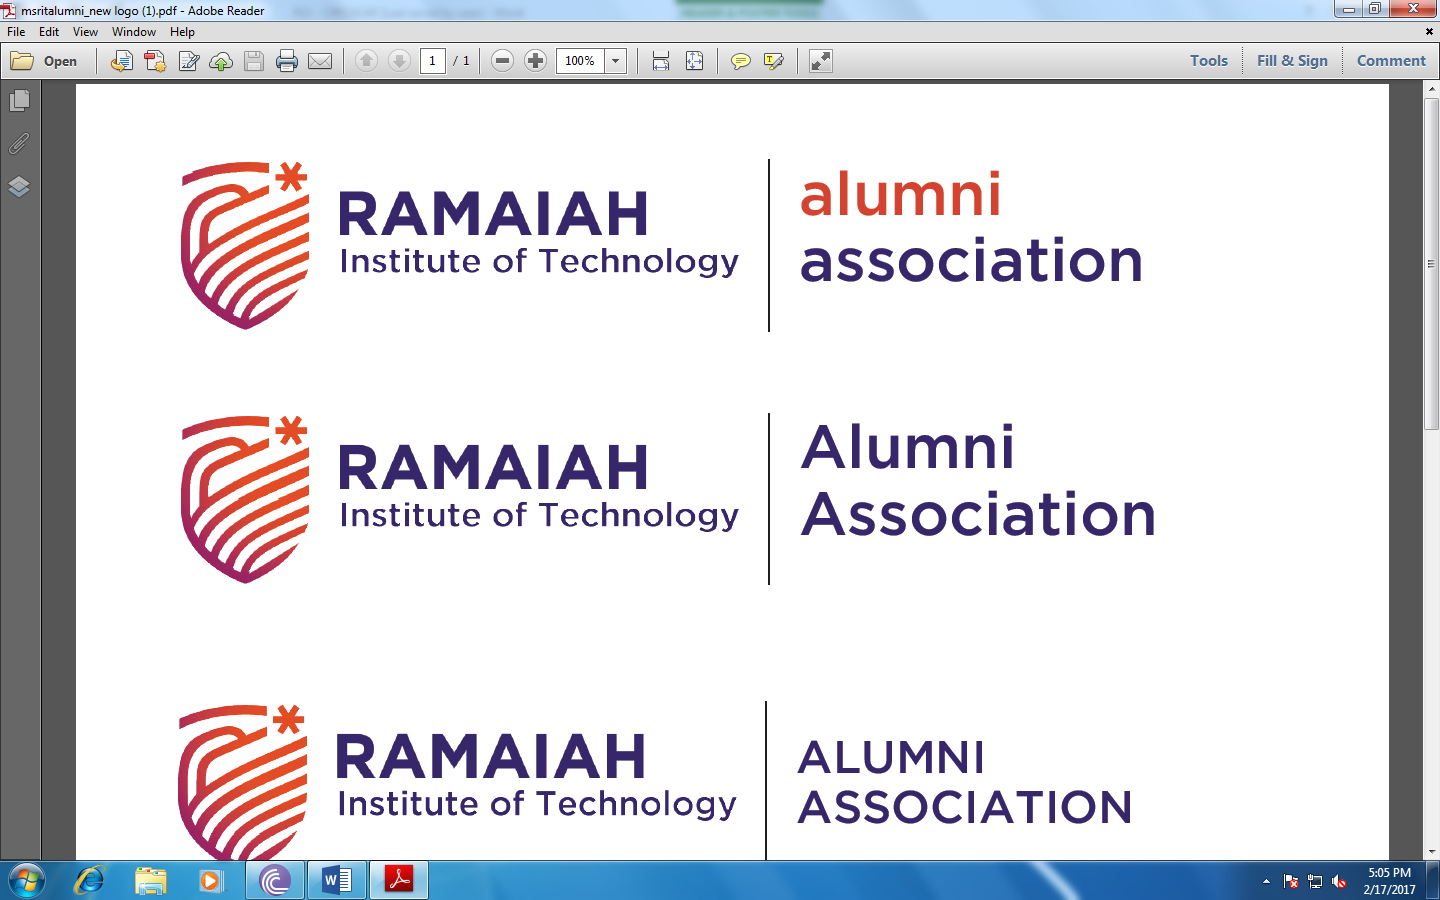 msritalumni_new logo (1).pdf - Adobe Reader
File Edit View Window Help
Open 1 / 1 100% Tools Fill & Sign Comment
RAMAIAH
Institute of Technology
alumni
association
RAMAIAH
Institute of Technology
Alumni
Association
RAMAIAH
Institute of Technology
ALUMNI
ASSOCIATION
5:05 PM
2/17/2017